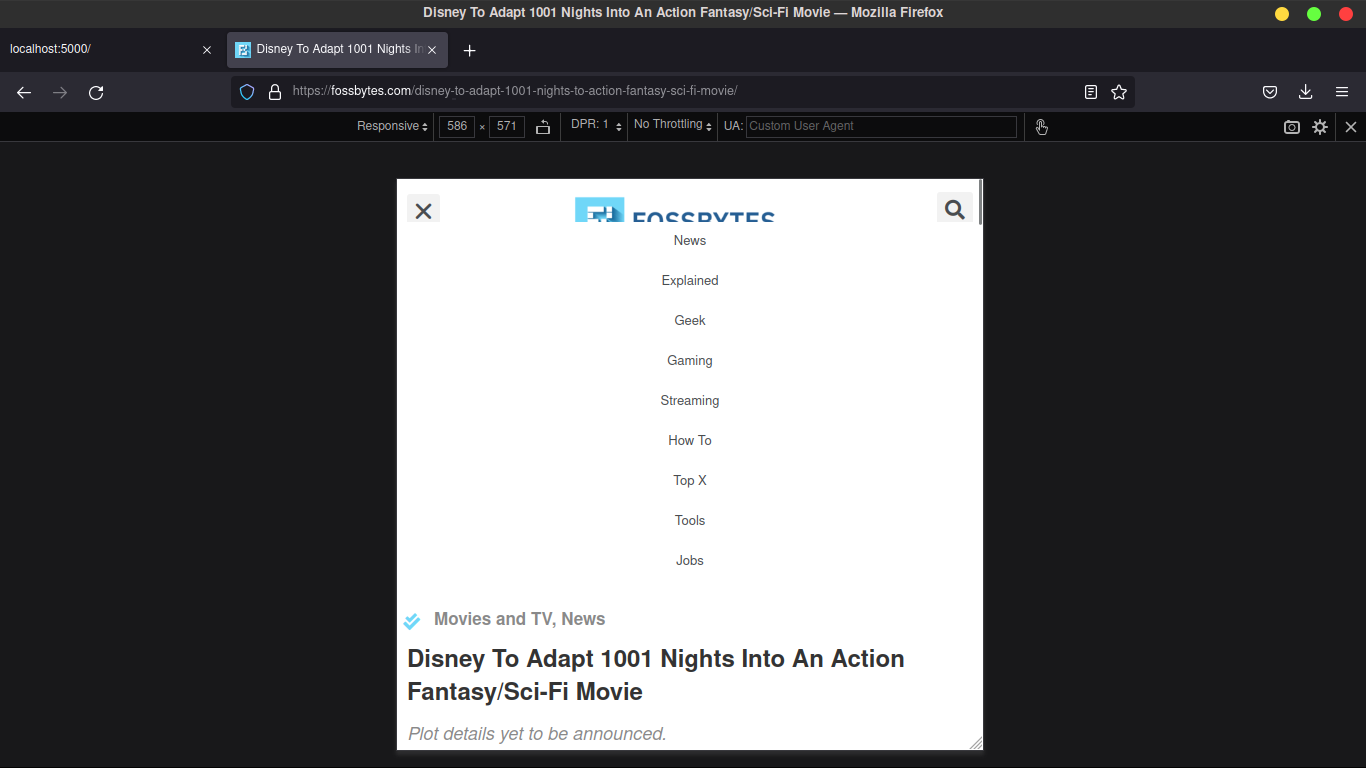 Disney To Adapt 1001 Nights Into An Action Fantasy/Sci-Fi Movie — Mozilla Firefox
localhost:5000/
Disney To Adapt 1001 Nights In
https://fossbytes.com/disney-to-adapt-1001-nights-to-action-fantasy-sci-fi-movie/
Responsive 586 × 571 DPR: 1 No Throttling UA: Custom User Agent
FOSSBYTES
News
Explained
Geek
Gaming
Streaming
How To
Top X
Tools
Jobs
Movies and TV, News
Disney To Adapt 1001 Nights Into An Action
Fantasy/Sci-Fi Movie
Plot details yet to be announced.